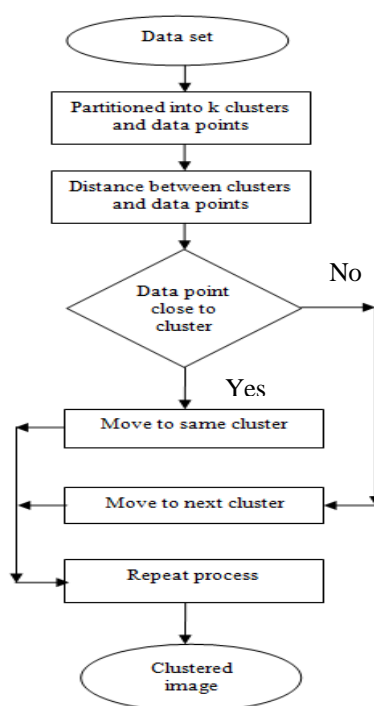 Data set
Partitioned into k clusters
and data points
Distance between clusters
and data points
No
Data point
close to
cluster
Yes
Move to same cluster
Move to next cluster
Repeat process
Clustered
image